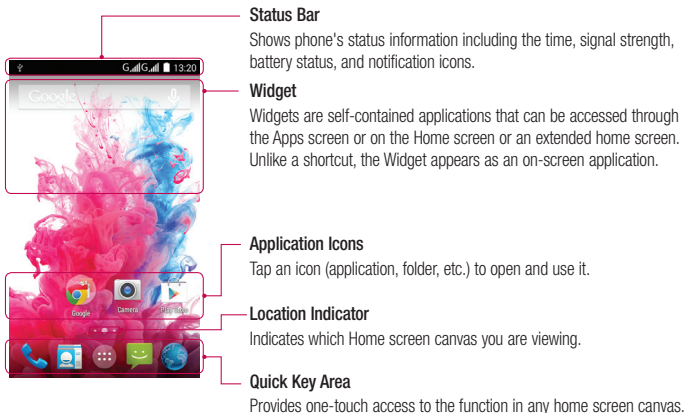 Status Bar
Shows phone's status information including the time, signal strength,
battery status, and notification icons.
G G 13:20
Google
Widget
Widgets are self-contained applications that can be accessed through
the Apps screen or on the Home screen or an extended home screen.
Unlike a shortcut, the Widget appears as an on-screen application.
Application Icons
Tap an icon (application, folder, etc.) to open and use it.
Google Camera Play Store
Location Indicator
Indicates which Home screen canvas you are viewing.
Quick Key Area
Provides one-touch access to the function in any home screen canvas.